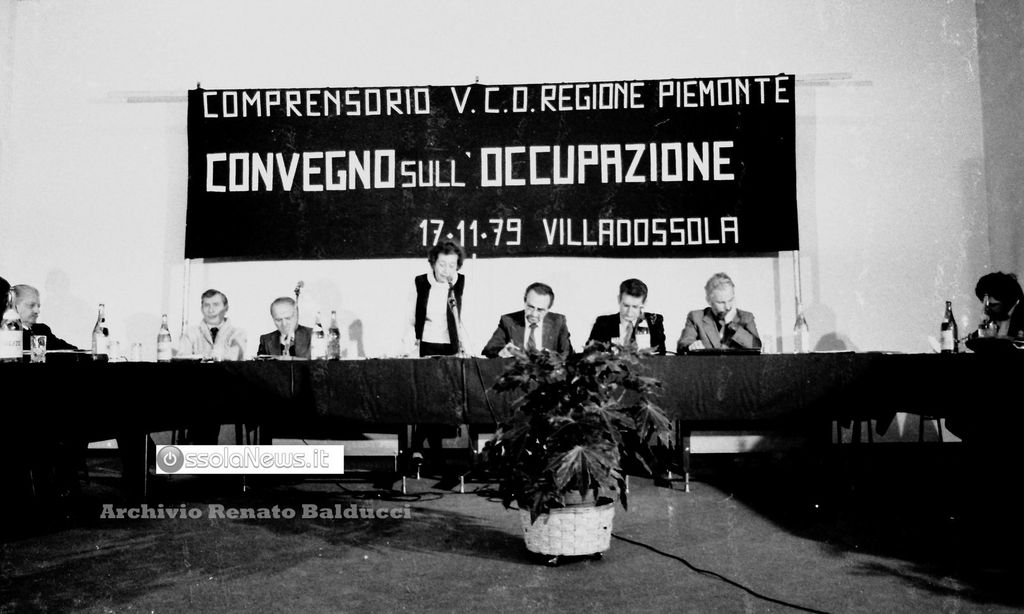 COMPRENSORIO V.C.O. REGIONE PIEMONTE
CONVEGNO SULL' OCCUPAZIONE
17·11·79 VILLADOSSOLA
OssolaNews.it
Archivio Renato Balducci